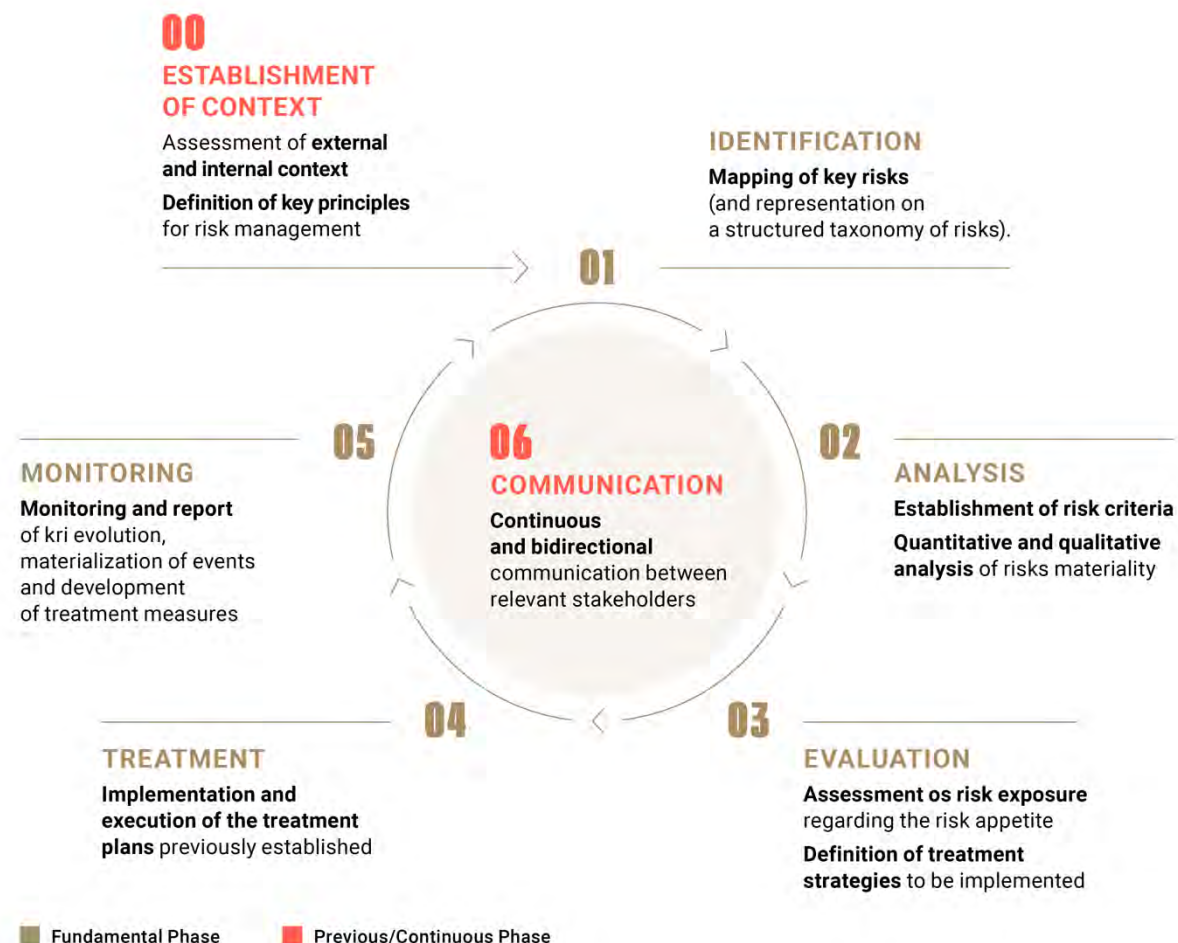 00
ESTABLISHMENT
OF CONTEXT
Assessment of external
and internal context
Definition of key principles
for risk management
01
IDENTIFICATION
Mapping of key risks
(and representation on
a structured taxonomy of risks).
02
ANALYSIS
Establishment of risk criteria
Quantitative and qualitative
analysis of risks materiality
03
EVALUATION
Assessment os risk exposure
regarding the risk appetite
Definition of treatment
strategies to be implemented
04
TREATMENT
Implementation and
execution of the treatment
plans previously established
05
MONITORING
Monitoring and report
of kri evolution,
materialization of events
and development
of treatment measures
06
COMMUNICATION
Continuous
and bidirectional
communication between
relevant stakeholders
Fundamental Phase
Previous/Continuous Phase